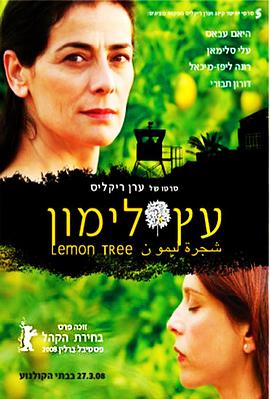 היאם עבאס
עלי סלימאן
רונה ליפז-מיכאל
דורון תבורי
סרטו של ערן ריקליס
עץ לימון
Lemon Tree شجرة ليمون
זוכה פרס
בחירת הקהל
פסטיבל ברלין 2008
27.3.08 בבתי הקולנוע